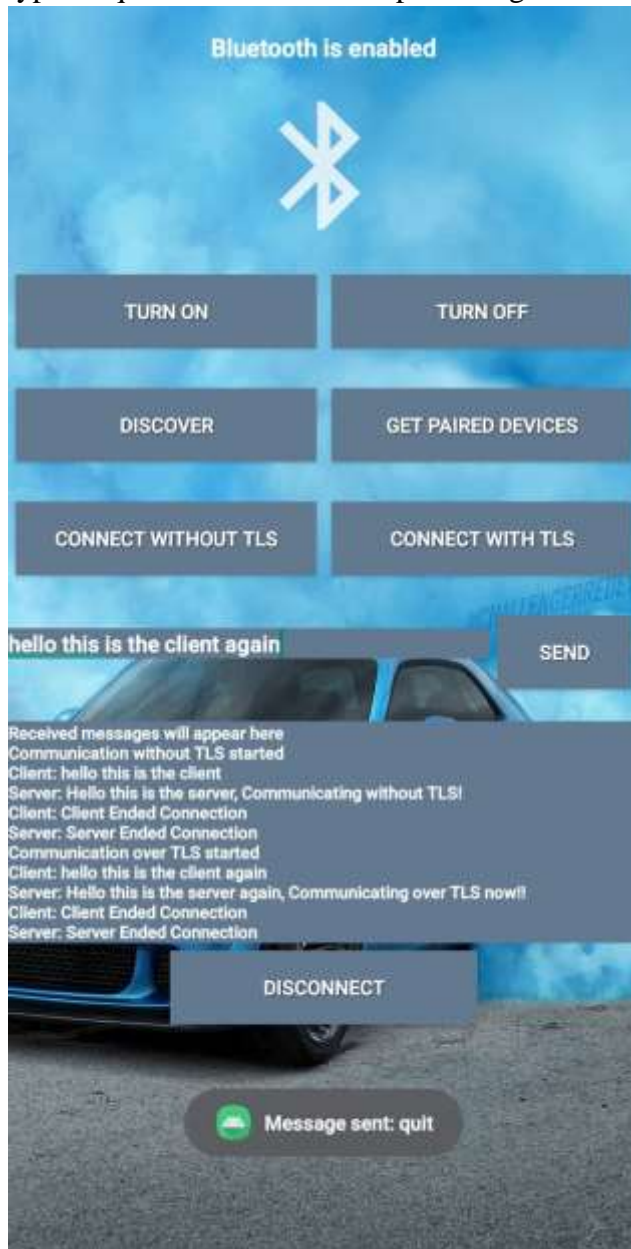 Bluetooth is enabled
TURN ON
TURN OFF
DISCOVER
GET PAIRED DEVICES
CONNECT WITHOUT TLS
CONNECT WITH TLS
hello this is the client again
SEND
Received messages will appear here
Communication without TLS started
Client: hello this is the client
Server: Hello this is the server, Communicating without TLS!
Client: Client Ended Connection
Server: Server Ended Connection
Communication over TLS started
Client: hello this is the client again
Server: Hello this is the server again, Communicating over TLS now!!
Client: Client Ended Connection
Server: Server Ended Connection
DISCONNECT
Message sent: quit